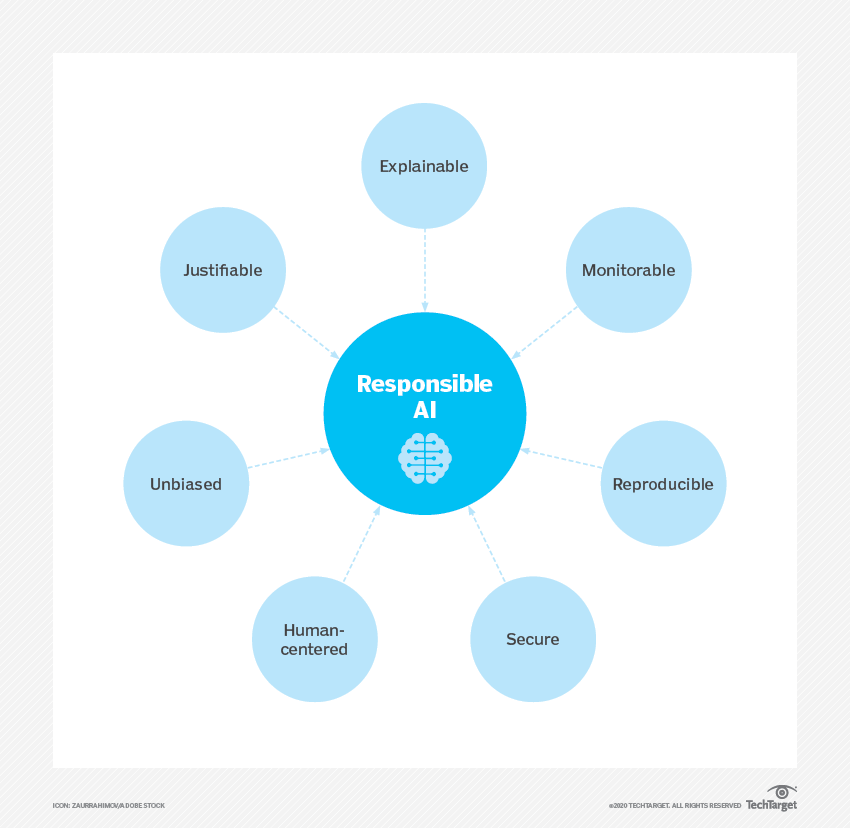 Explainable
Justifiable
Monitorable
Responsible
AI
Unbiased
Reproducible
Human-
centered
Secure
ICON: ZAURRAHIMOV/ADOBE STOCK
©2020 TECHTARGET. ALL RIGHTS RESERVED
TechTarget